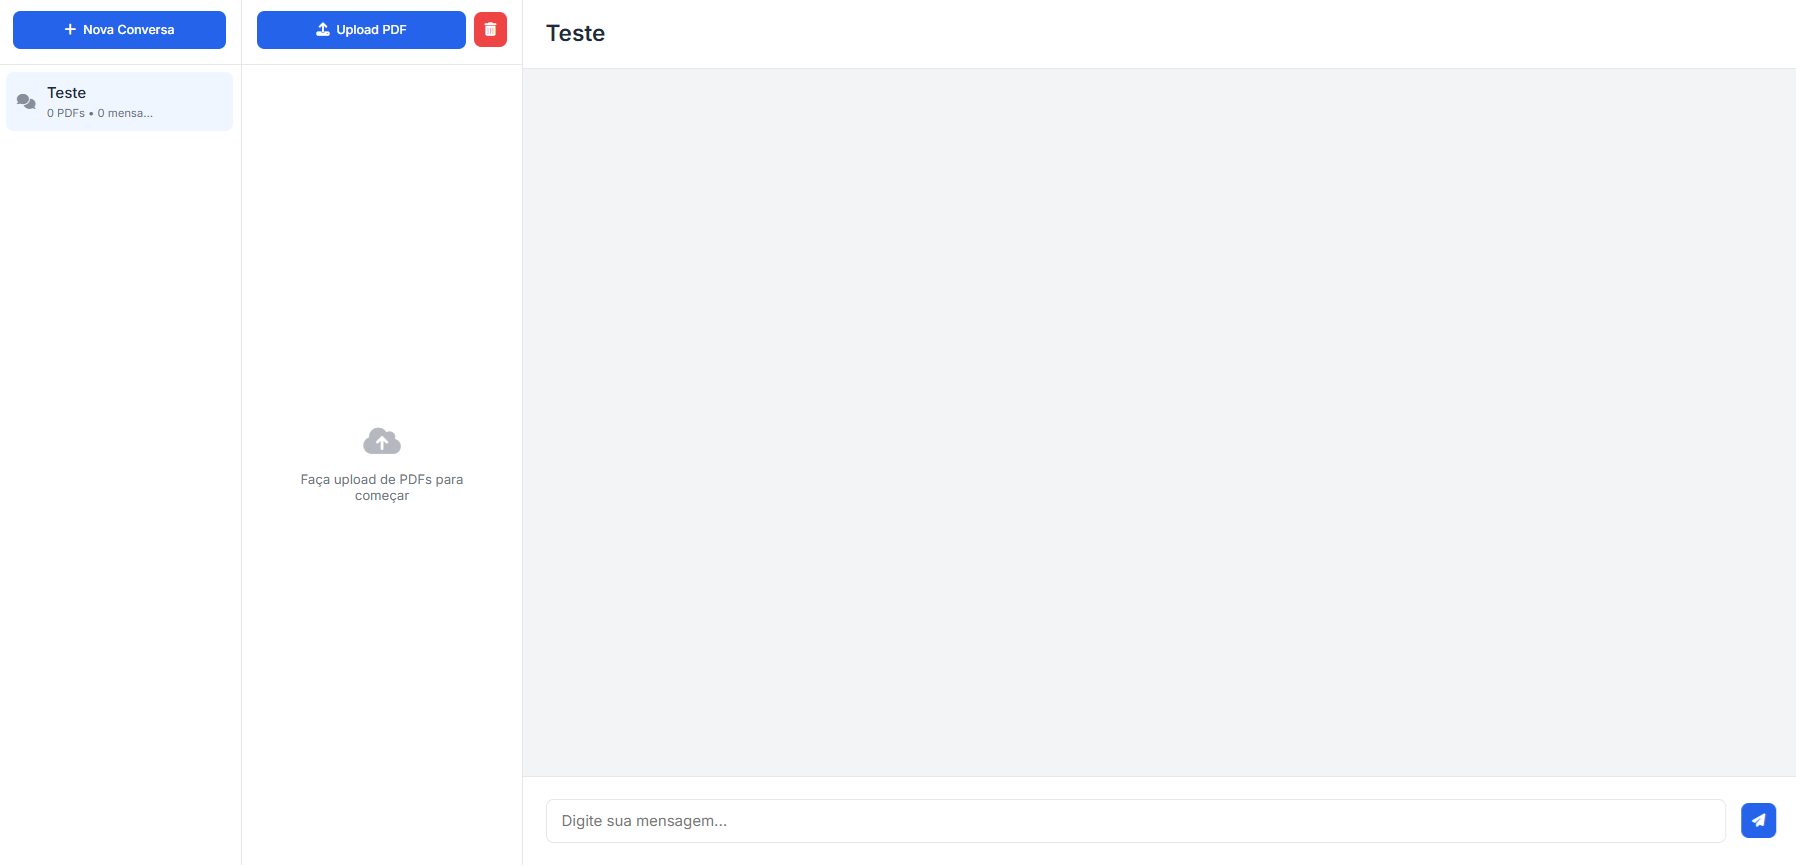 Nova Conversa
Upload PDF
Teste
Teste
0 PDFs • 0 mensa...
Faça upload de PDFs para
começar
Digite sua mensagem...